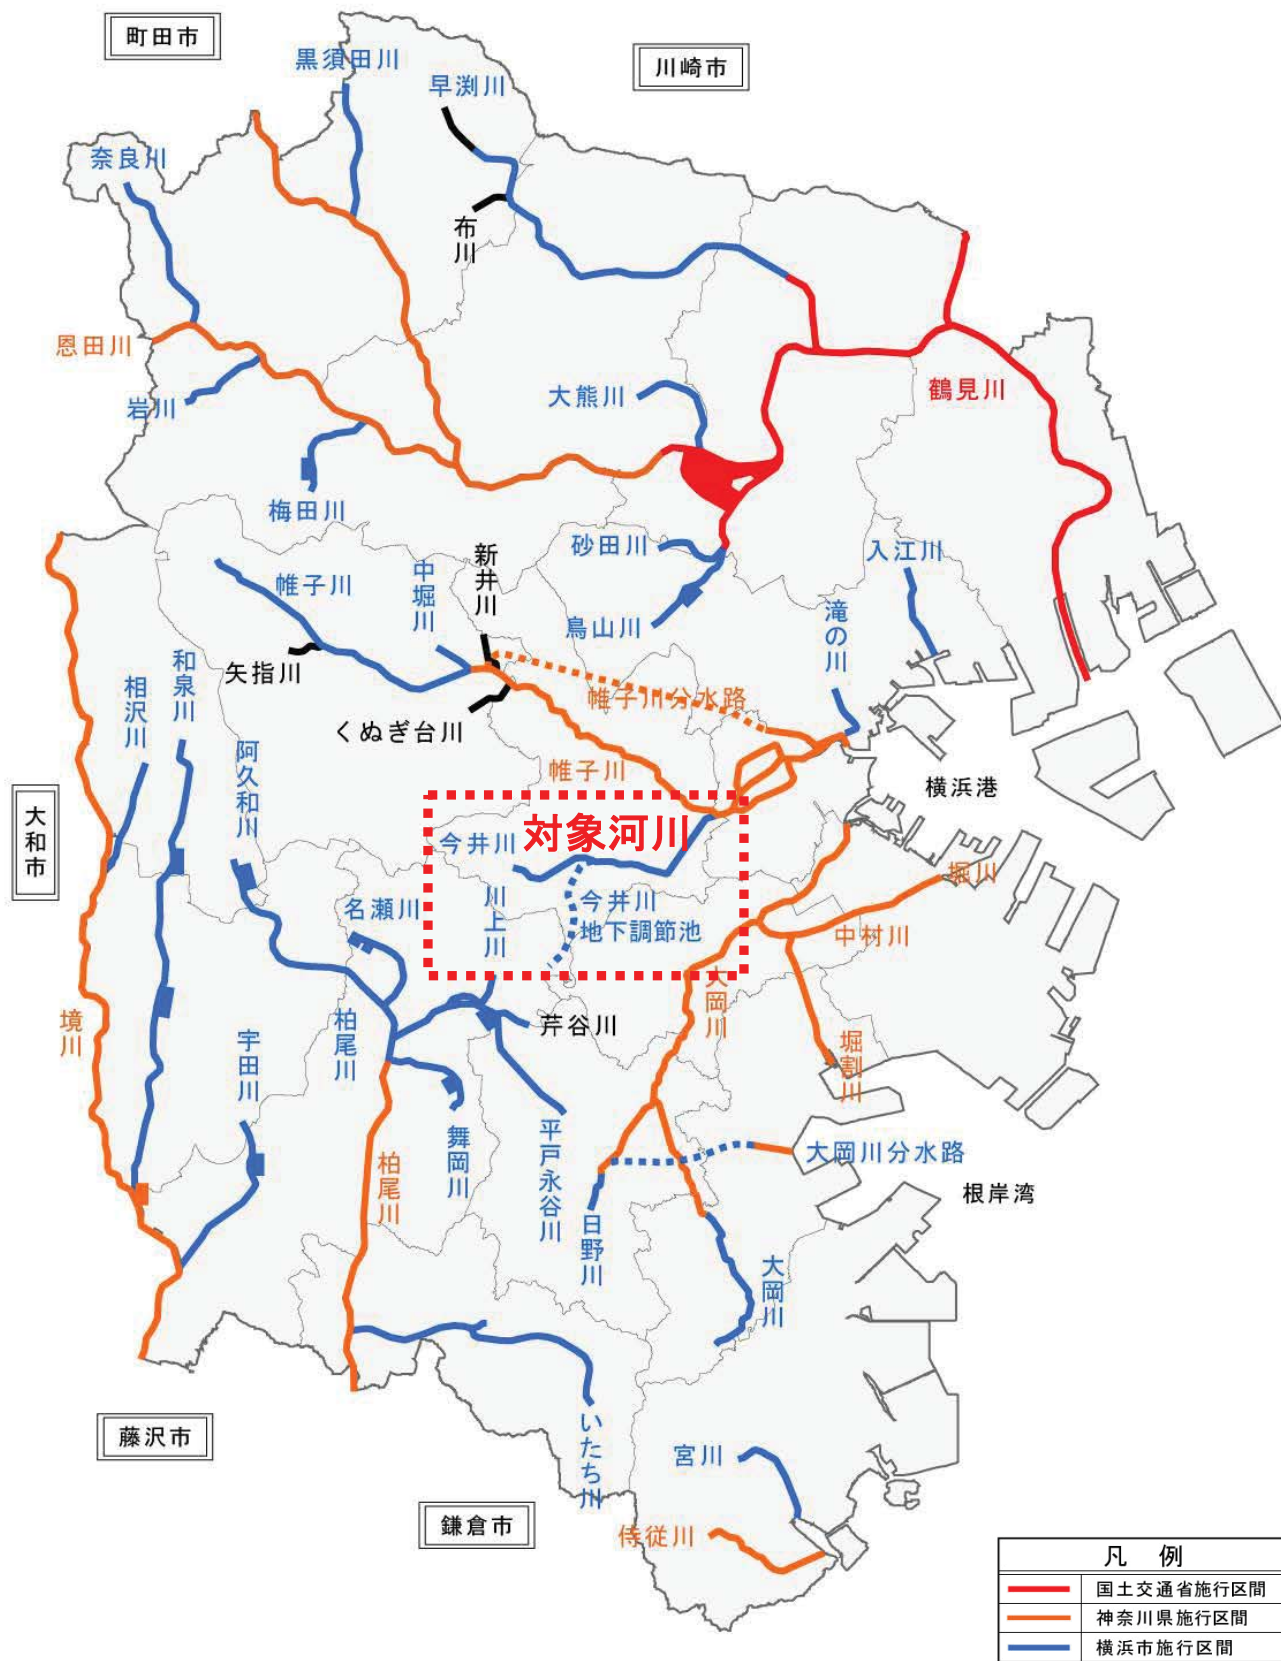 町田市
川崎市
黒須田川
早渕川
奈良川
布川
恩田川
岩川
大熊川
鶴見川
梅田川
砂田川
入江川
新井川
中堀川
帷子川
鳥山川
滝の川
矢指川
和泉川
相沢川
帷子川分水路
くぬぎ台川
阿久和川
帷子川
横浜港
大和市
対象河川
今井川
堀川
川上川
今井川
地下調節池
名瀬川
中村川
大岡川
境川
柏尾川
芹谷川
宇田川
堀割川
舞岡川
平戸永谷川
柏尾川
大岡川分水路
根岸湾
日野川
大岡川
藤沢市
いたち川
宮川
鎌倉市
侍従川
凡 例
国土交通省施行区間
神奈川県施行区間
横浜市施行区間